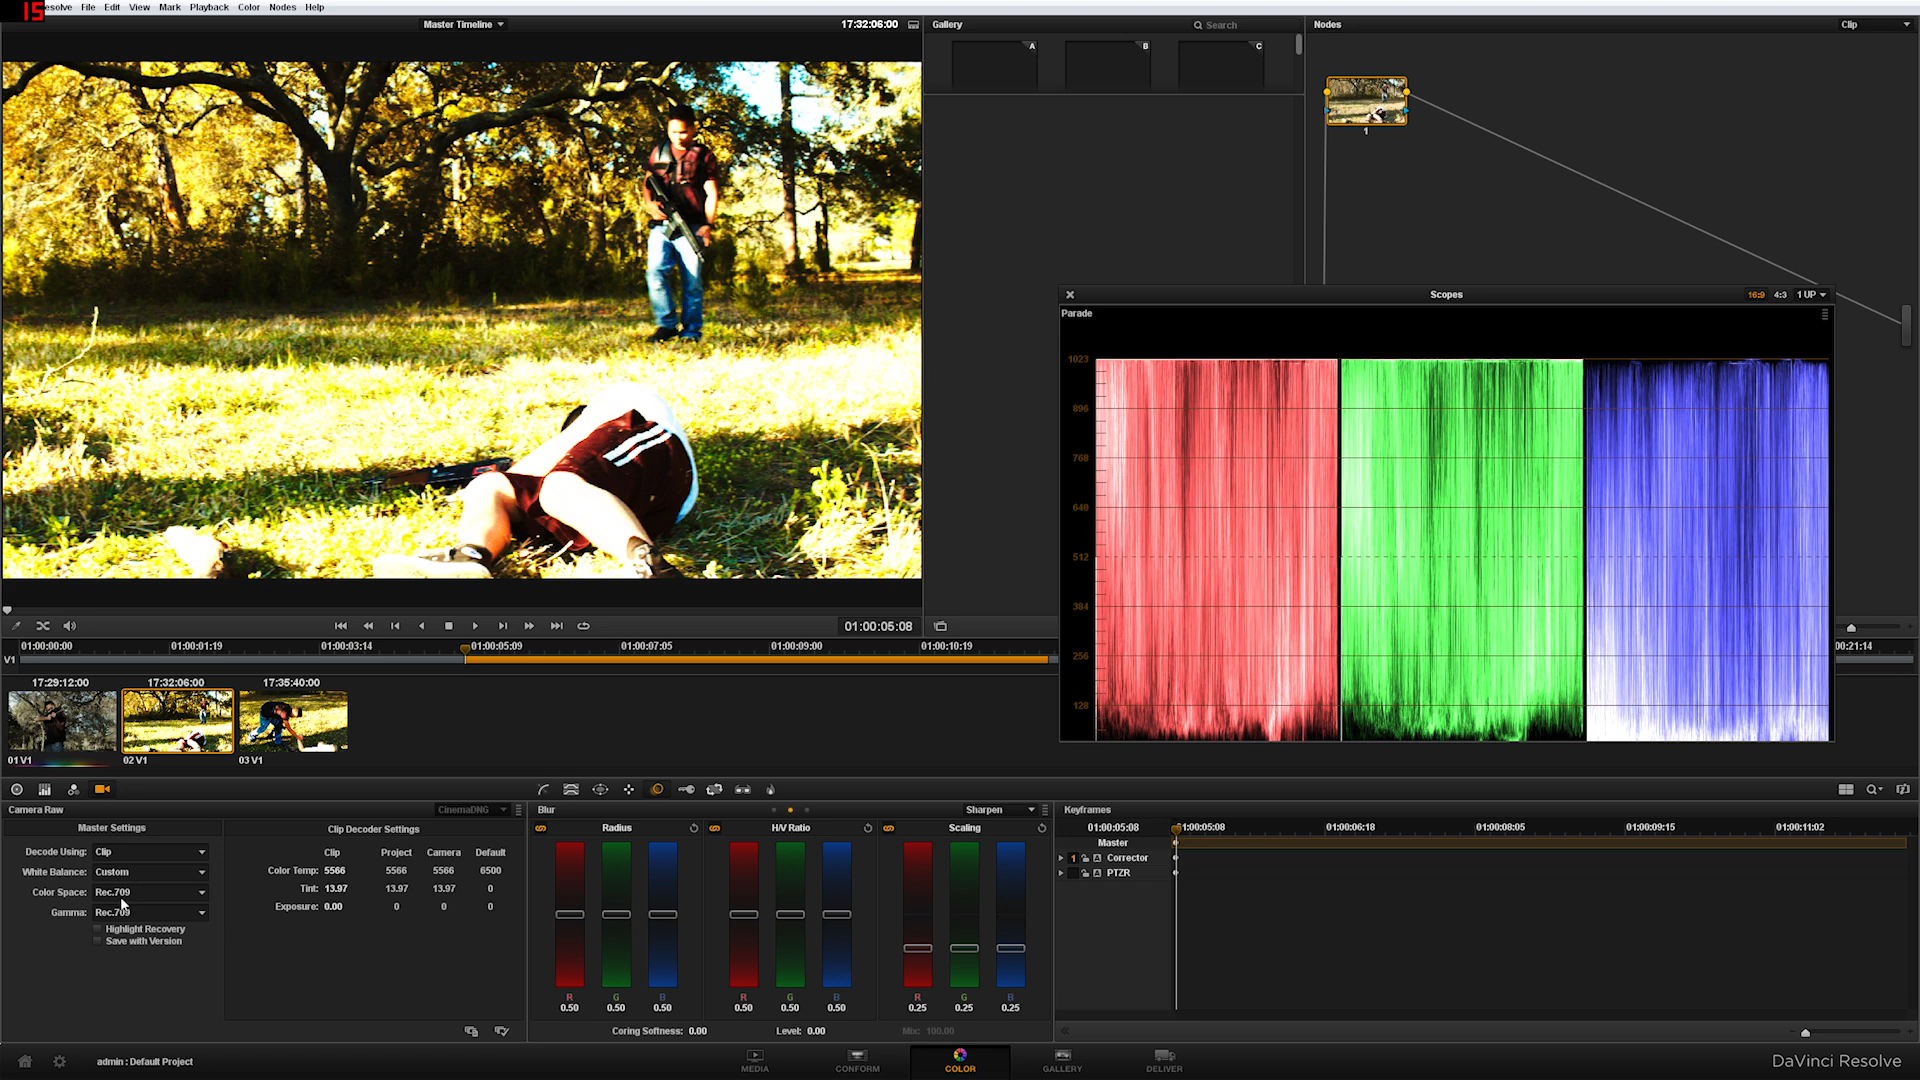 15
esolve File Edit View Mark Playback Color Nodes Help
Master Timeline
17:32:06:00
Gallery
Search
Nodes
Clip
A
B
C
1
Scopes
16:9 4:3 1 UP
Parade
1023
896
768
640
512
384
256
128
01:00:05:08
01:00:00:00 01:00:01:19 01:00:03:14 01:00:05:09 01:00:07:05 01:00:09:00 01:00:10:19 00:21:14
V1
17:29:12:00 17:32:06:00 17:35:40:00
01 V1 02 V1 03 V1
Camera Raw
CinemaDNG
Master Settings
Decode Using: Clip
White Balance: Custom
Color Space: Rec.709
Gamma: Rec.709
Highlight Recovery
Save with Version
Clip Decoder Settings
Clip Project Camera Default
Color Temp: 5566 5566 5566 6500
Tint: 13.97 13.97 13.97 0
Exposure: 0.00 0 0 0
Blur
Sharpen
Radius
H/V Ratio
Scaling
R G B R G B R G B
0.50 0.50 0.50 0.50 0.50 0.50 0.25 0.25 0.25
Coring Softness: 0.00 Level: 0.00 Mix: 100.00
Keyframes
01:00:05:08 01:00:05:08 01:00:06:18 01:00:08:05 01:00:09:15 01:00:11:02
Master
1 Corrector
PTZR
admin : Default Project
MEDIA CONFORM COLOR GALLERY DELIVER
DaVinci Resolve